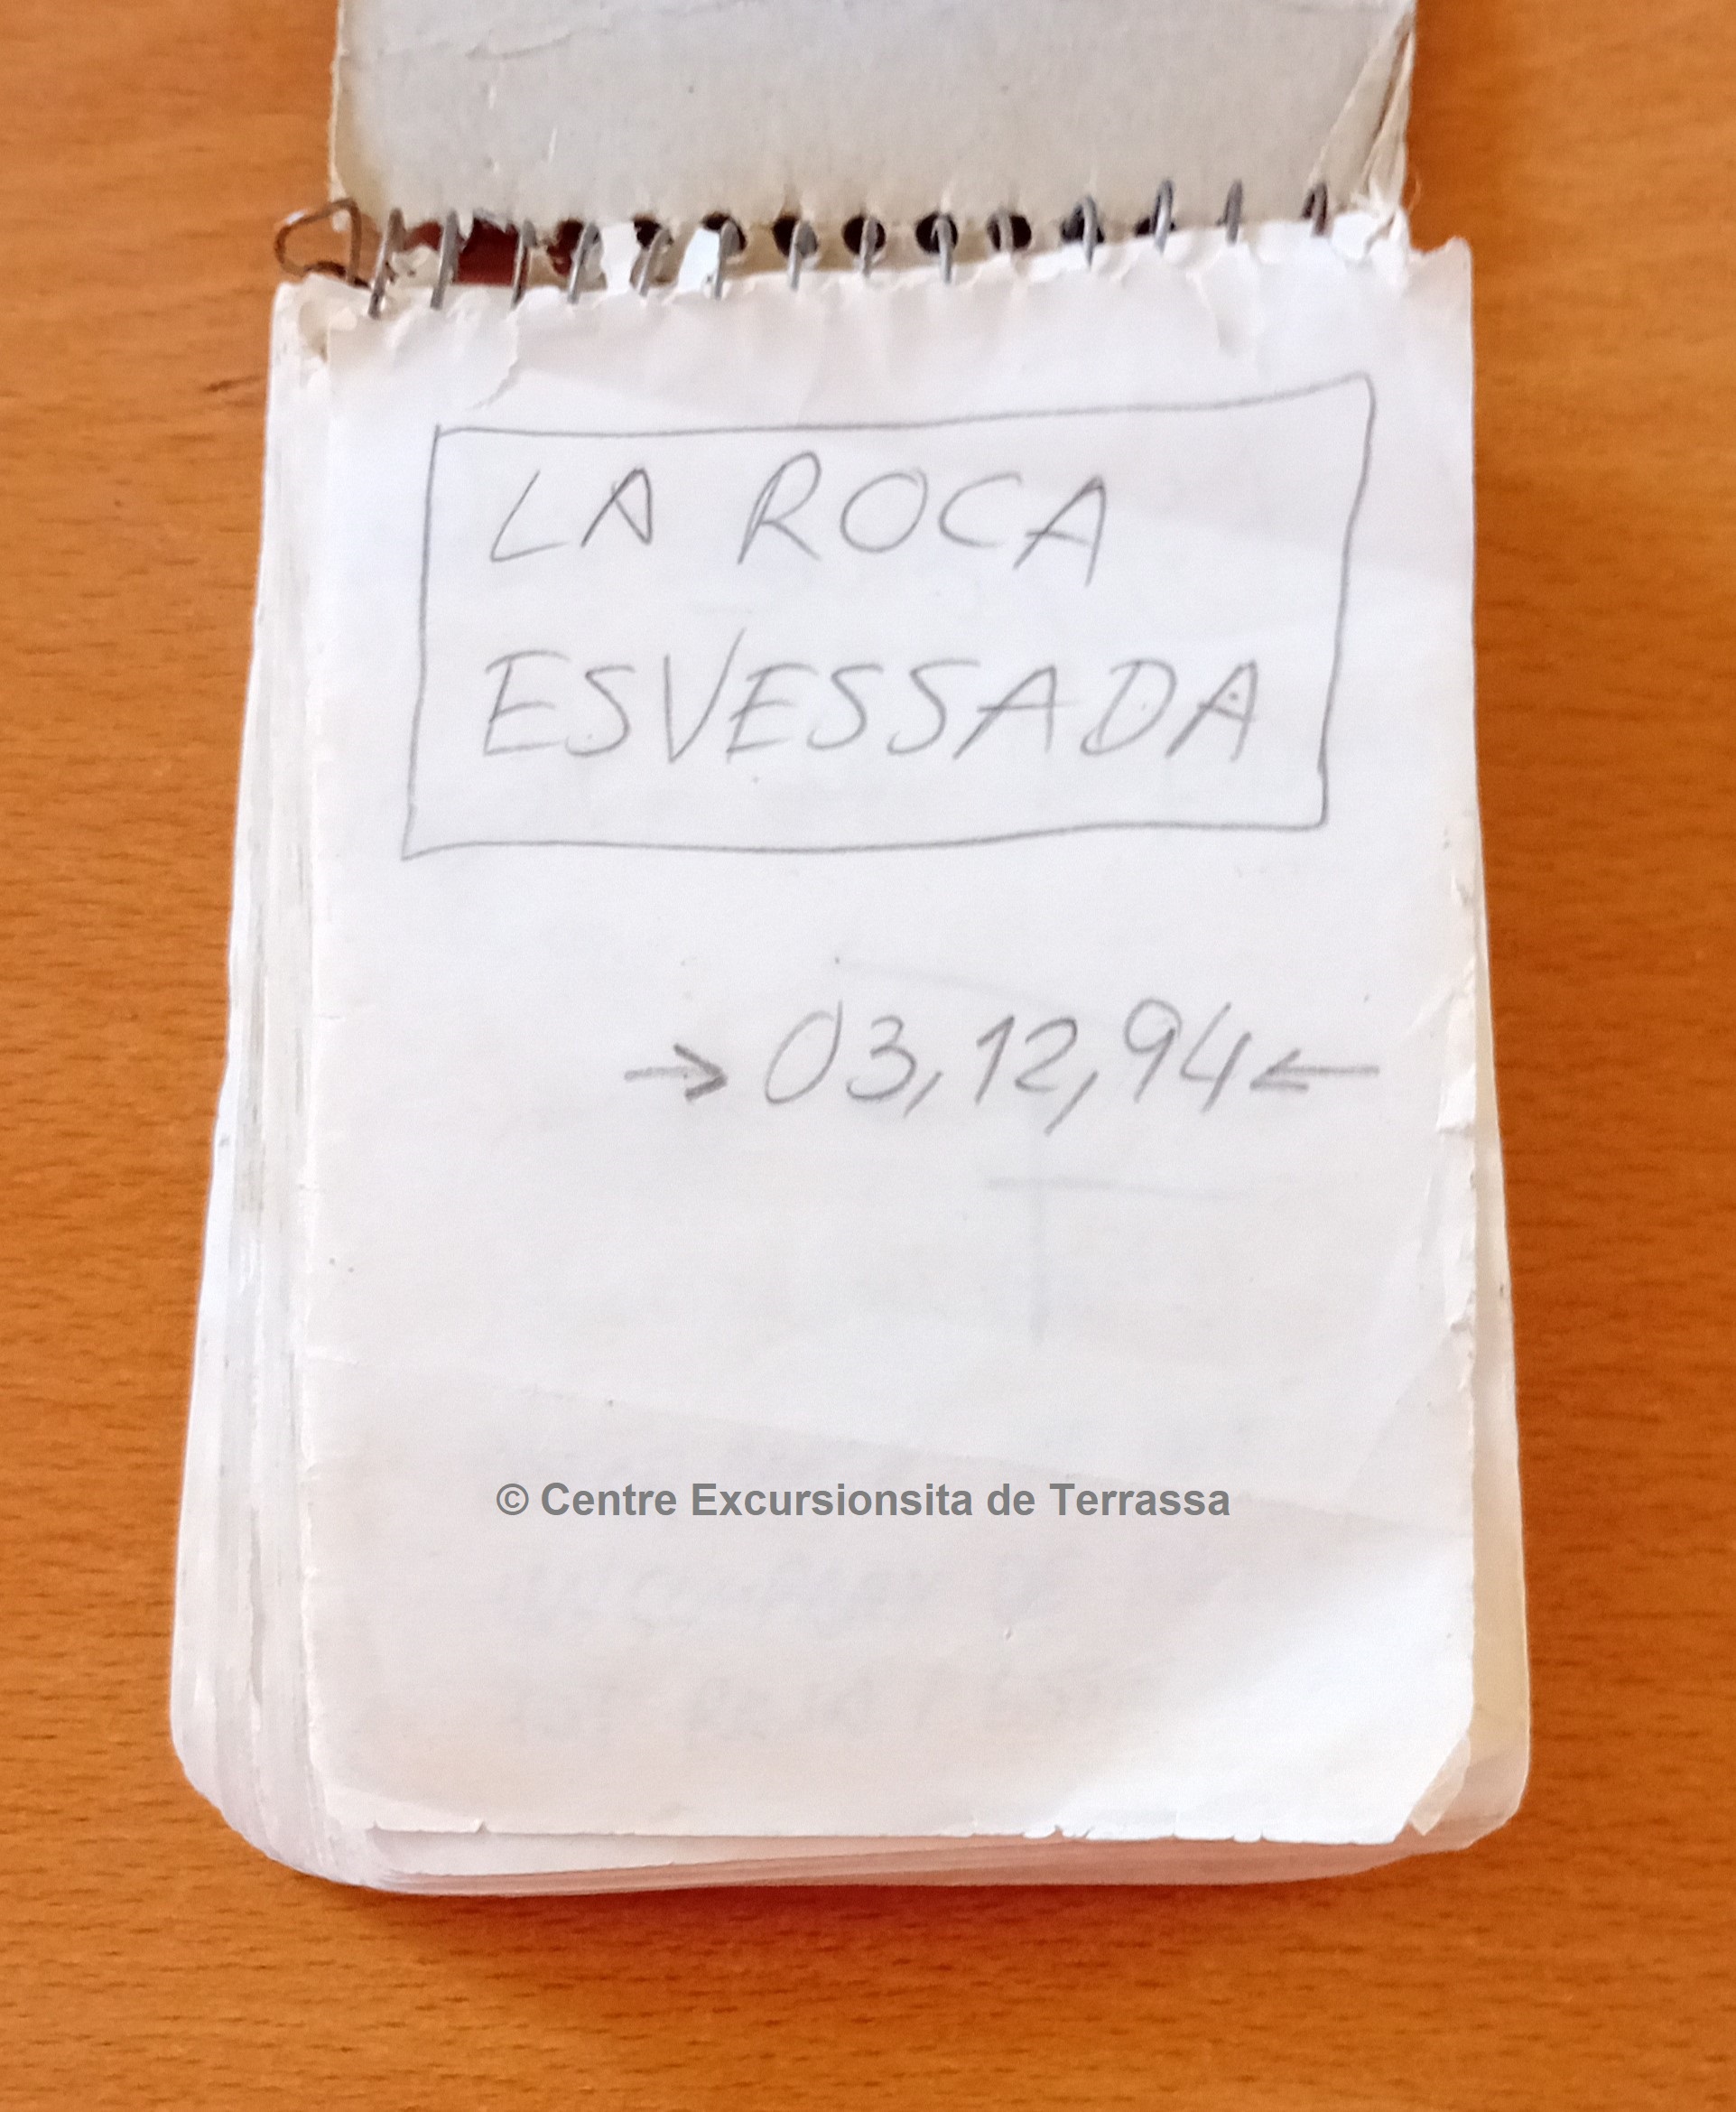 LA ROCA
ESVESSADA
→ 03,12,94 ←
© Centre Excursionsita de Terrassa